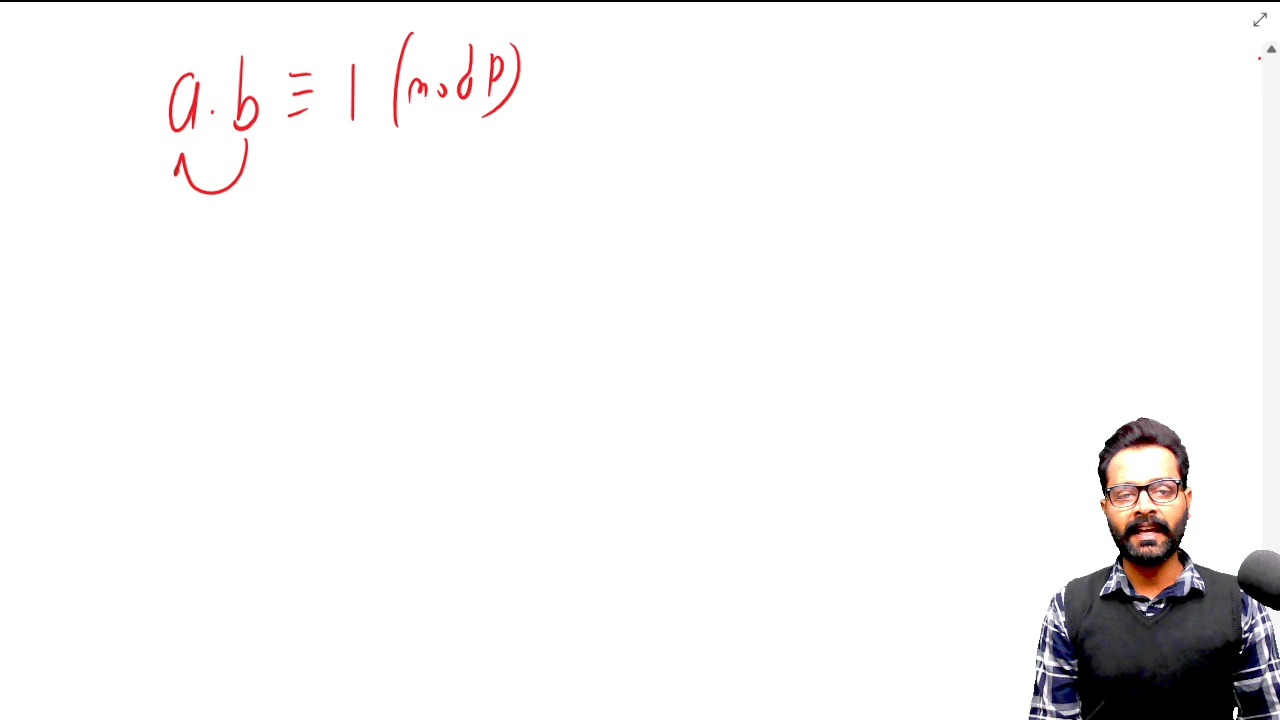 a.b ≡ 1 (mod p)